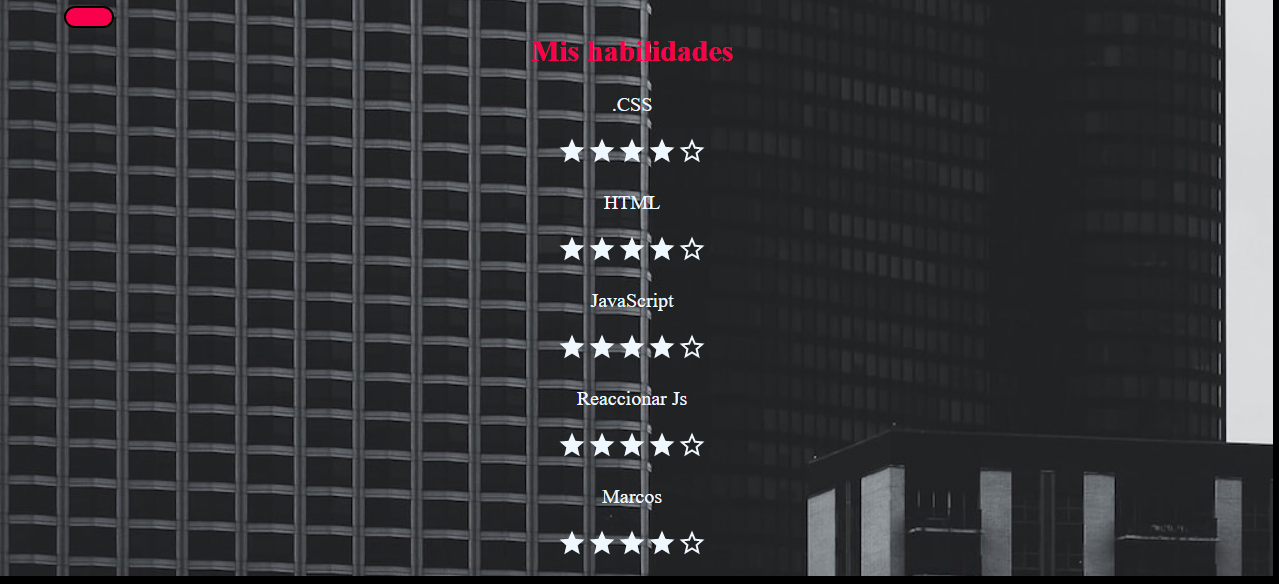 Mis habilidades
.CSS
HTML
JavaScript
Reaccionar Js
Marcos